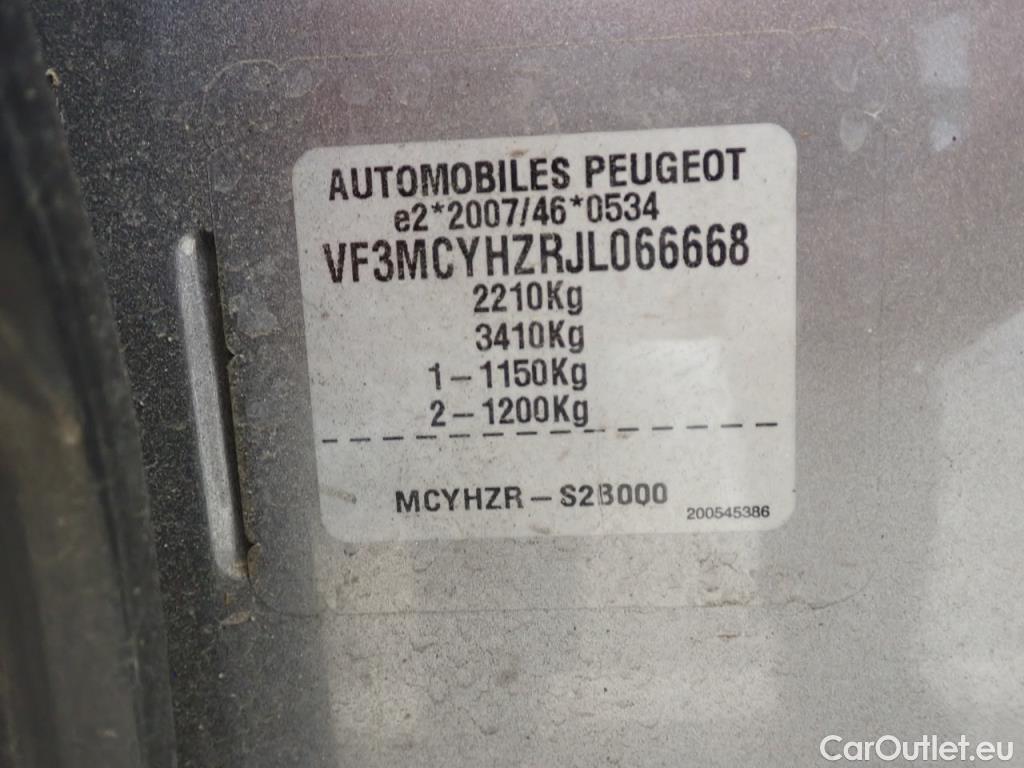 AUTOMOBILES PEUGEOT
e2*2007/46*0534
VF3MCYHZRJL066668
2210Kg
3410Kg
1-1150Kg
2-1200Kg
MCYHZR-S2B000
200545386
CarOutlet.eu